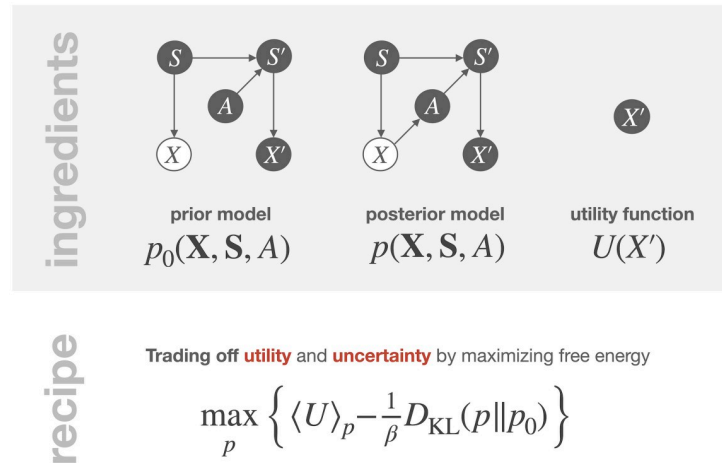 ingredients
S S′ S S′
A A X′
X X′ X X′
prior model posterior model utility function
p₀(𝐗, 𝐒, A) p(𝐗, 𝐒, A) U(X′)
recipe
Trading off utility and uncertainty by maximizing free energy
max_p { ⟨U⟩_p − 1/β D_KL(p||p₀) }